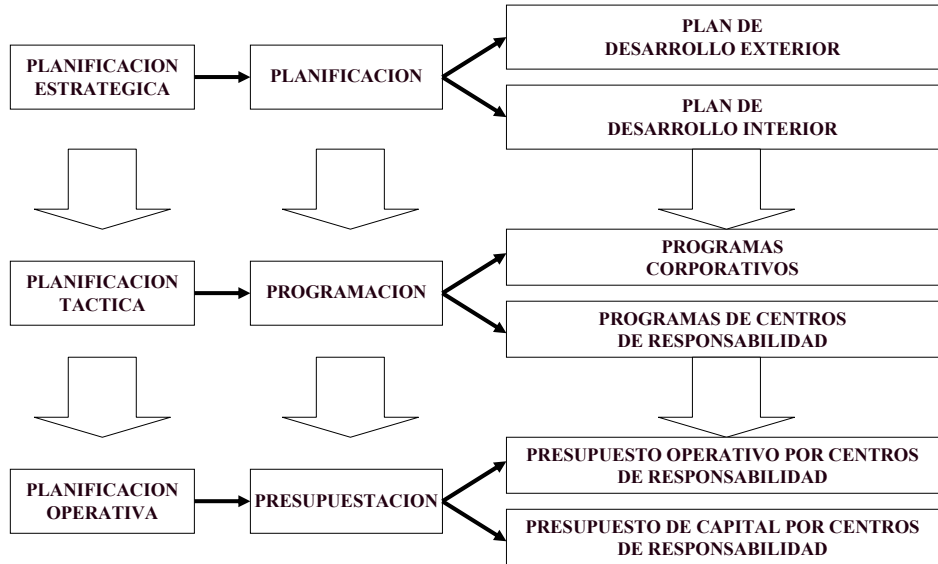 PLANIFICACION
ESTRATEGICA
PLANIFICACION
PLAN DE
DESARROLLO EXTERIOR
PLAN DE
DESARROLLO INTERIOR
PLANIFICACION
TACTICA
PROGRAMACION
PROGRAMAS
CORPORATIVOS
PROGRAMAS DE CENTROS
DE RESPONSABILIDAD
PLANIFICACION
OPERATIVA
PRESUPUESTACION
PRESUPUESTO OPERATIVO POR CENTROS
DE RESPONSABILIDAD
PRESUPUESTO DE CAPITAL POR CENTROS
DE RESPONSABILIDAD